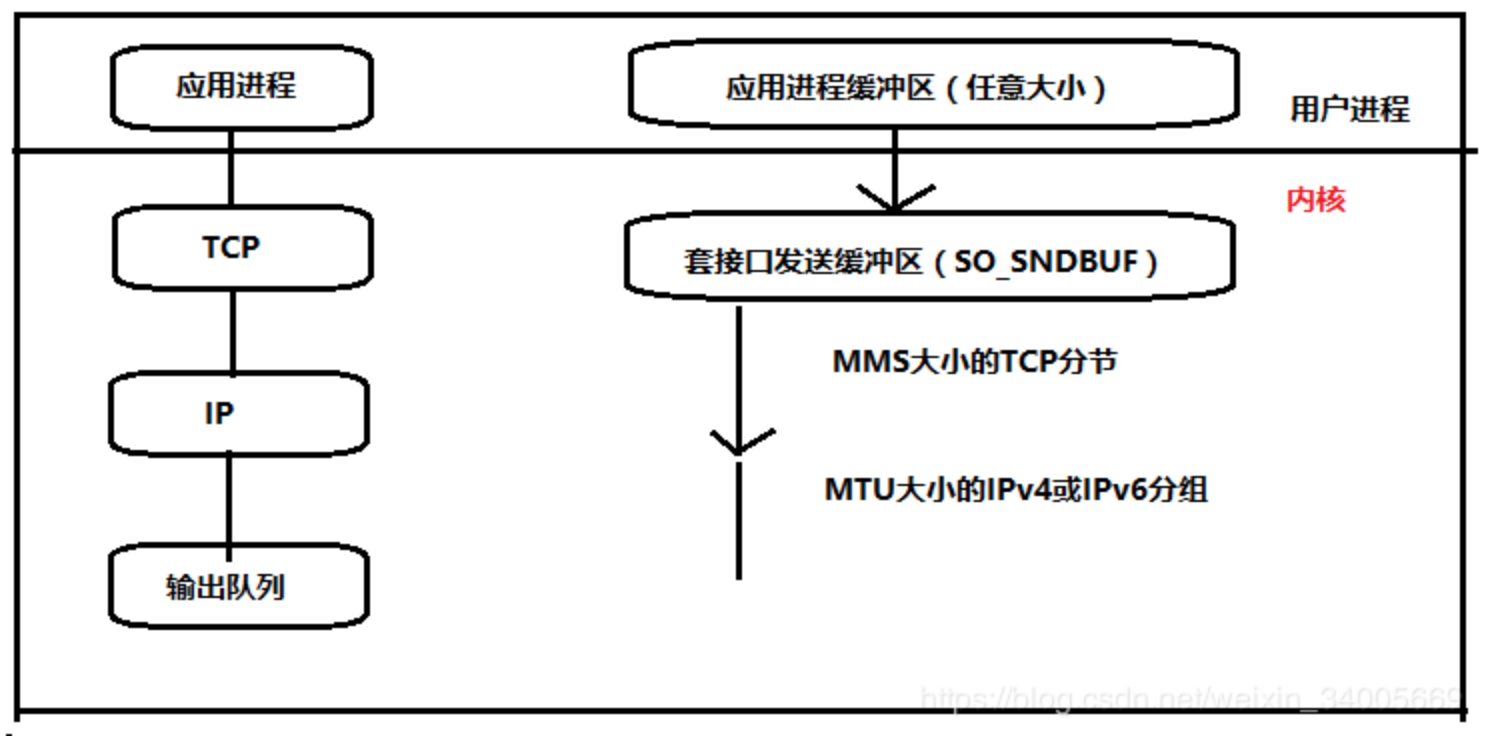 应用进程
应用进程缓冲区（任意大小）
用户进程
内核
TCP
套接口发送缓冲区（SO_SNDBUF）
MMS大小的TCP分节
IP
MTU大小的IPv4或IPv6分组
输出队列
https://blog.csdn.net/weixin_34005669